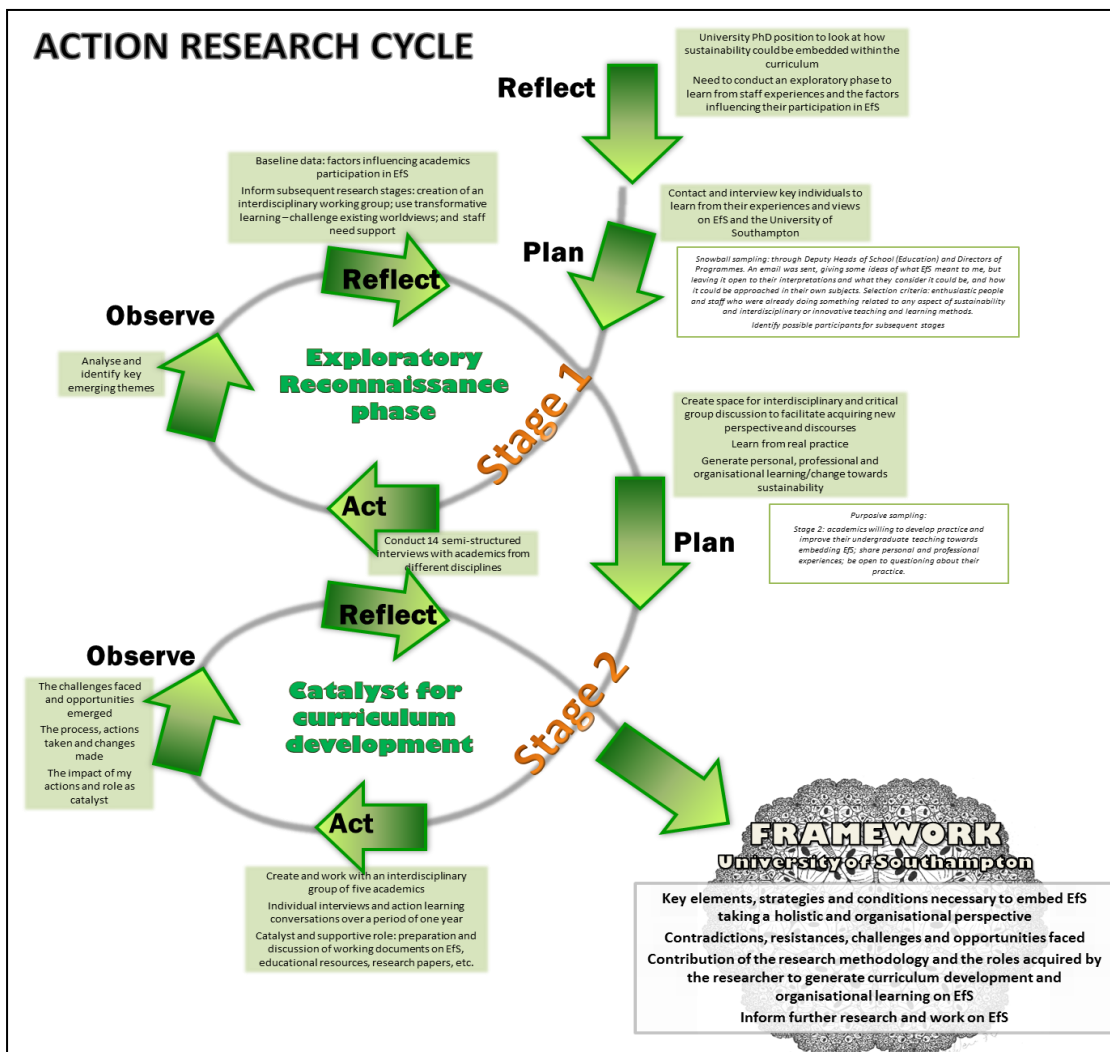 ACTION RESEARCH CYCLE
Reflect
University PhD position to look at how
sustainability could be embedded within the
curriculum
Need to conduct an exploratory phase to
learn from staff experiences and the factors
influencing their participation in EfS
Baseline data: factors influencing academics
participation in EfS
Inform subsequent research stages: creation of an
interdisciplinary working group; use transformative
learning – challenge existing worldviews; and staff
need support
Plan
Contact and interview key individuals to
learn from their experiences and views
on EfS and the University of
Southampton
Snowball sampling: through Deputy Heads of School (Education) and Directors of
Programmes. An email was sent, giving some ideas of what EfS meant to me, but
leaving it open to their interpretations and what they consider it could be, and how
it could be approached in their own subjects. Selection criteria: enthusiastic people
and staff who were already doing something related to any aspect of sustainability
and interdisciplinary or innovative teaching and learning methods.
Identify possible participants for subsequent stages
Reflect
Observe
Analyse and
identify key
emerging themes
Exploratory
Reconnaissance
phase
Stage 1
Act
Conduct 14 semi-structured
interviews with academics from
different disciplines
Create space for interdisciplinary and critical
group discussion to facilitate acquiring new
perspective and discourses
Learn from real practice
Generate personal, professional and
organisational learning/change towards
sustainability
Plan
Purposive sampling:
Stage 2: academics willing to develop practice and
improve their undergraduate teaching towards
embedding EfS; share personal and professional
experiences; be open to questioning about their
practice.
Reflect
Observe
The challenges faced
and opportunities
emerged
The process, actions
taken and changes
made
The impact of my
actions and role as
catalyst
Catalyst for
curriculum
development
Stage 2
Act
Create and work with an interdisciplinary
group of five academics
Individual interviews and action learning
conversations over a period of one year
Catalyst and supportive role: preparation and
discussion of working documents on EfS,
educational resources, research papers, etc.
FRAMEWORK
University of Southampton
Key elements, strategies and conditions necessary to embed EfS
taking a holistic and organisational perspective
Contradictions, resistances, challenges and opportunities faced
Contribution of the research methodology and the roles acquired by
the researcher to generate curriculum development and
organisational learning on EfS
Inform further research and work on EfS